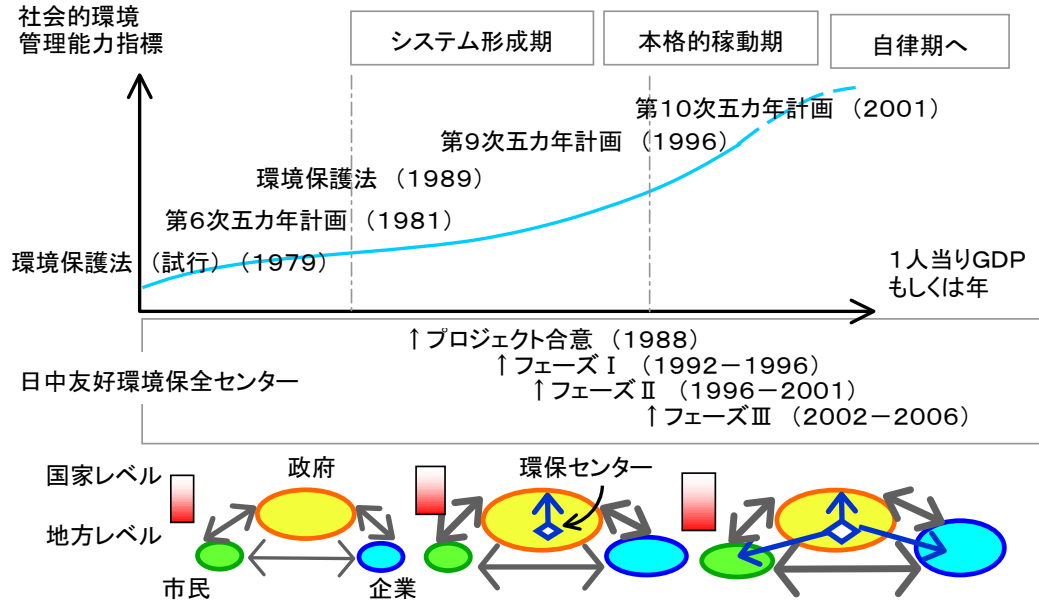 社会的環境
管理能力指標
システム形成期
本格的稼動期
自律期へ
第10次五カ年計画 （2001）
第9次五カ年計画 （1996）
環境保護法 （1989）
第6次五カ年計画 （1981）
環境保護法 （試行）（1979）
1人当りGDP
もしくは年
↑プロジェクト合意 （1988）
↑フェーズⅠ （1992－1996）
日中友好環境保全センター
↑フェーズⅡ （1996－2001）
↑フェーズⅢ （2002－2006）
国家レベル
政府
環保センター
地方レベル
市民
企業